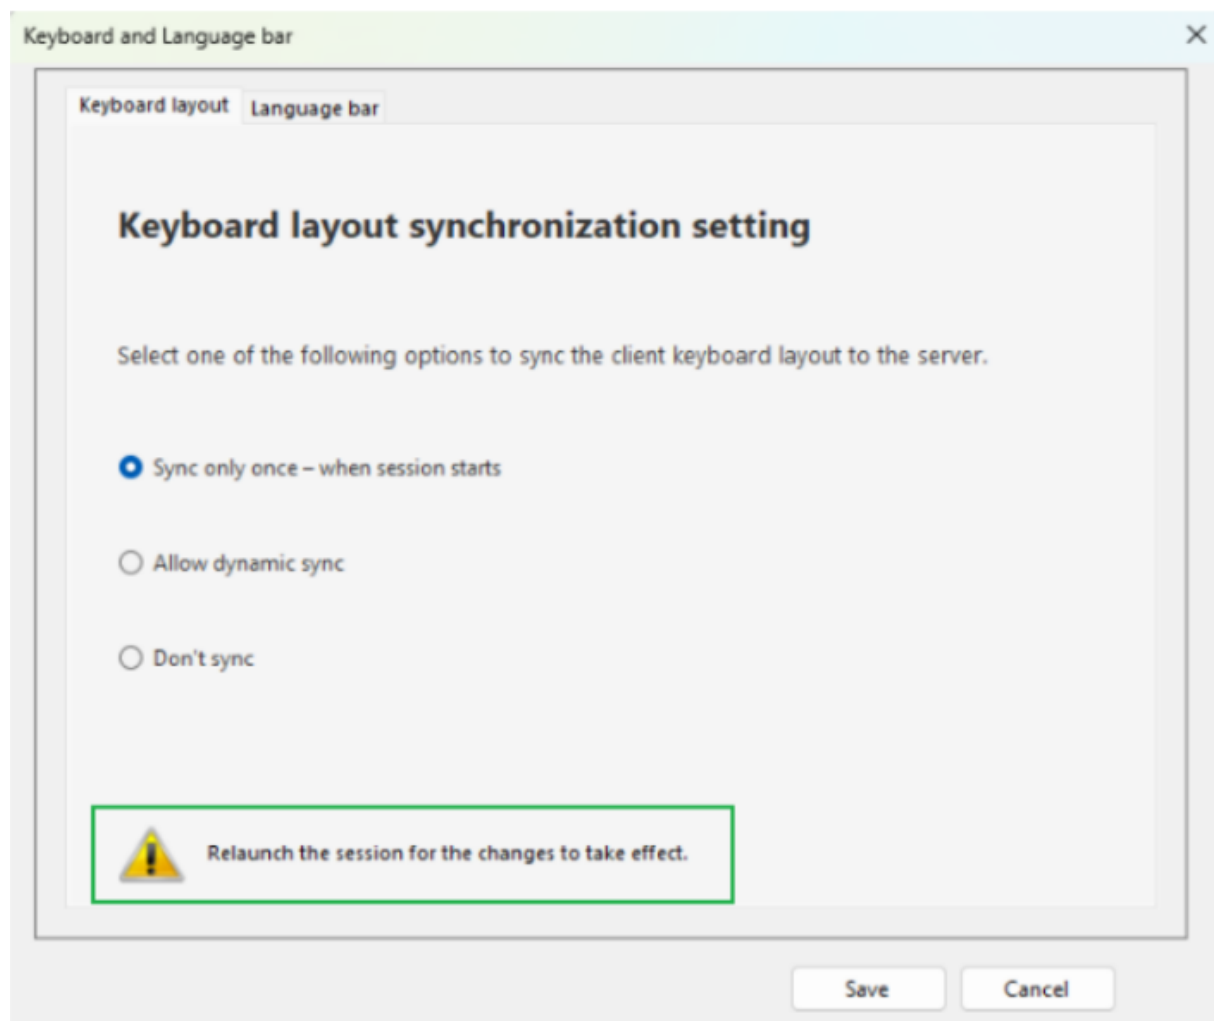 Keyboard and Language bar
Keyboard layout
Language bar
Keyboard layout synchronization setting
Select one of the following options to sync the client keyboard layout to the server.
Sync only once – when session starts
Allow dynamic sync
Don't sync
Relaunch the session for the changes to take effect.
Save
Cancel